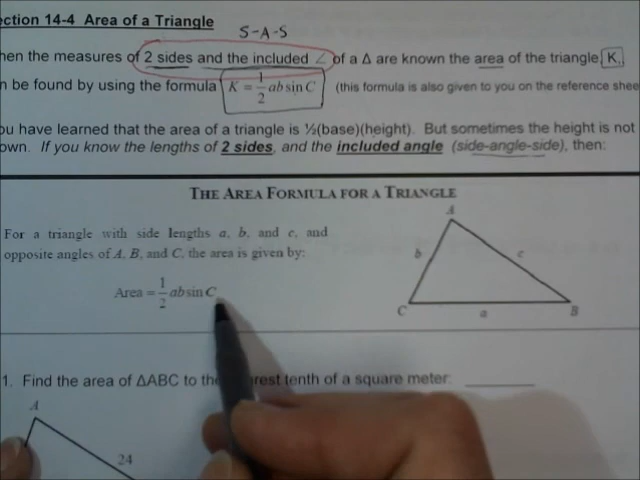 ection 14-4 Area of a Triangle
S-A-S
hen the measures of 2 sides and the included ∠ of a Δ are known the area of the triangle, K,
n be found by using the formula K = 1/2 ab sin C (this formula is also given to you on the reference shee
ou have learned that the area of a triangle is ½(base)(height). But sometimes the height is not
own. If you know the lengths of 2 sides, and the included angle (side-angle-side), then:
THE AREA FORMULA FOR A TRIANGLE
For a triangle with side lengths a, b, and c, and
opposite angles of A, B, and C, the area is given by:
Area = 1/2 ab sin C
A
b
c
C
a
B
1. Find the area of ΔABC to the rest tenth of a square meter:
A
24